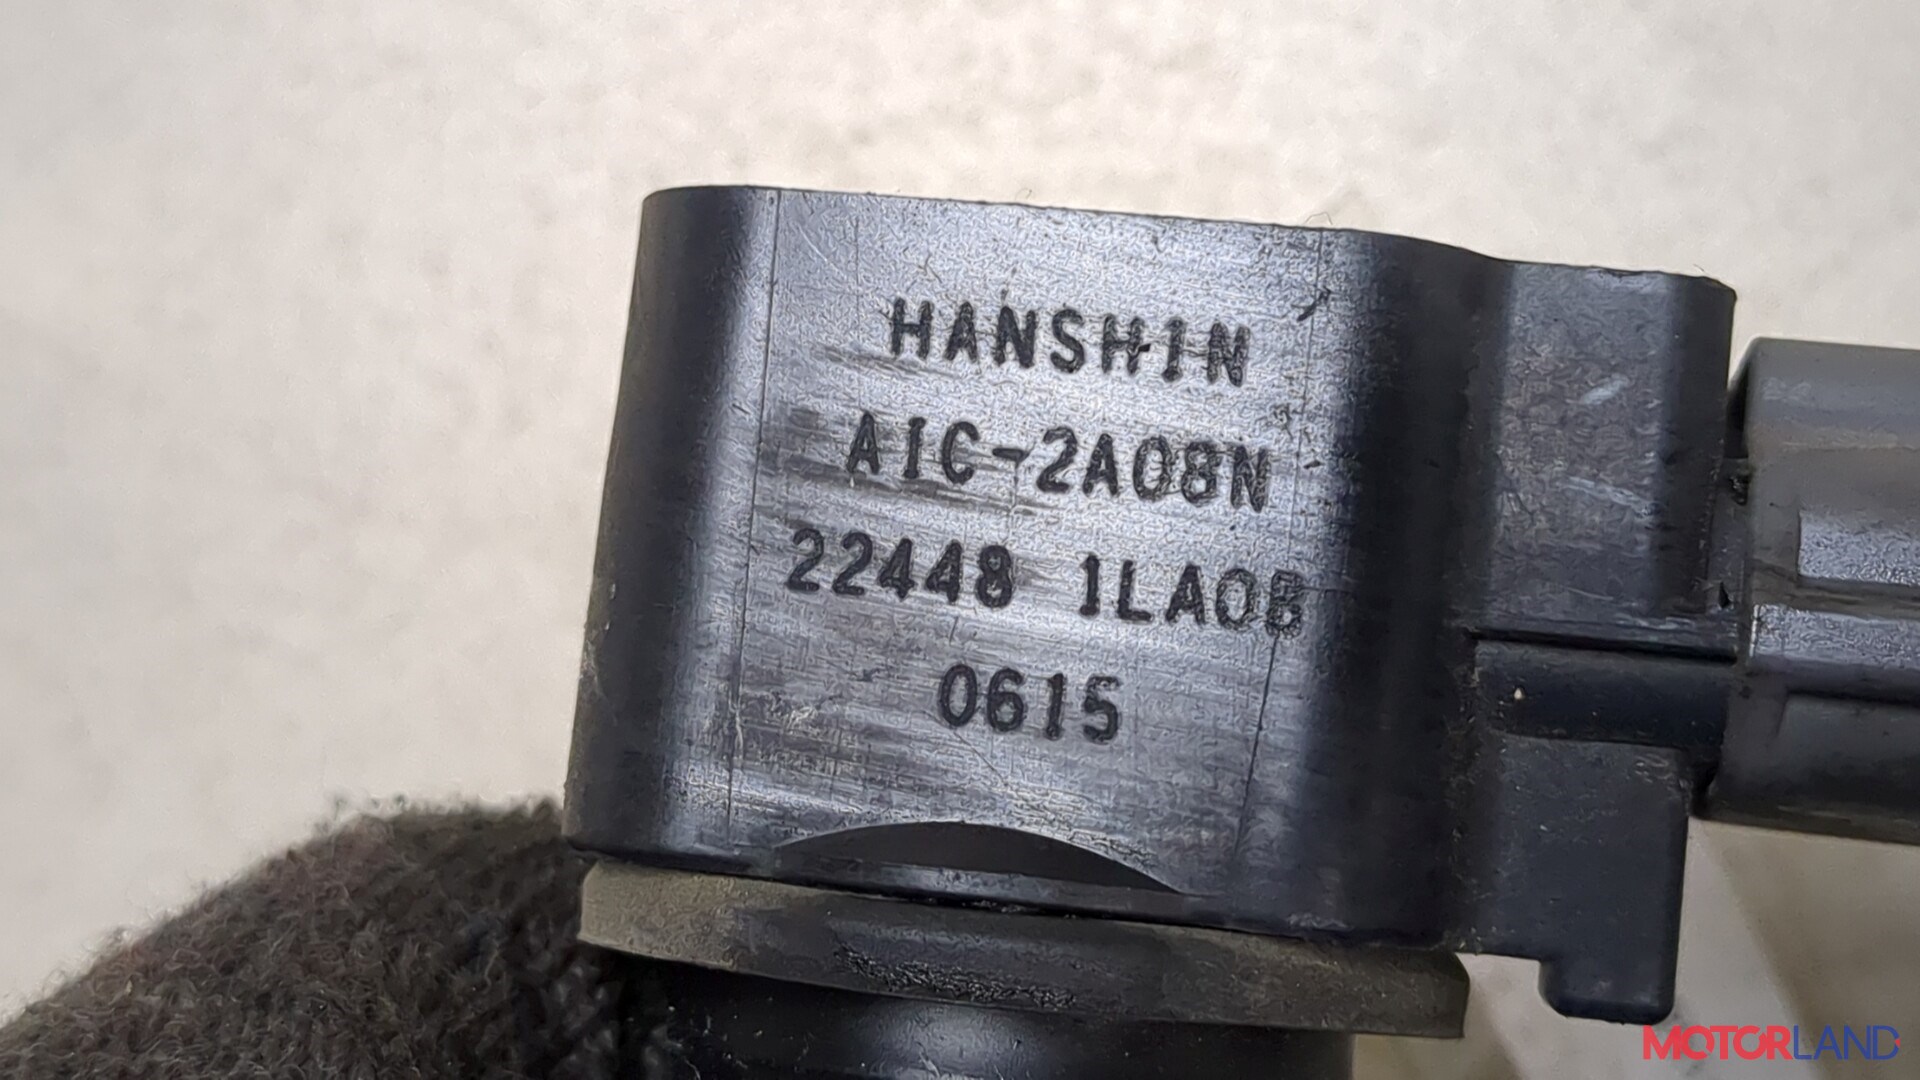 HANSHIN
AIC-2A08N
22448 1LA0B
0615
MOTORLAND